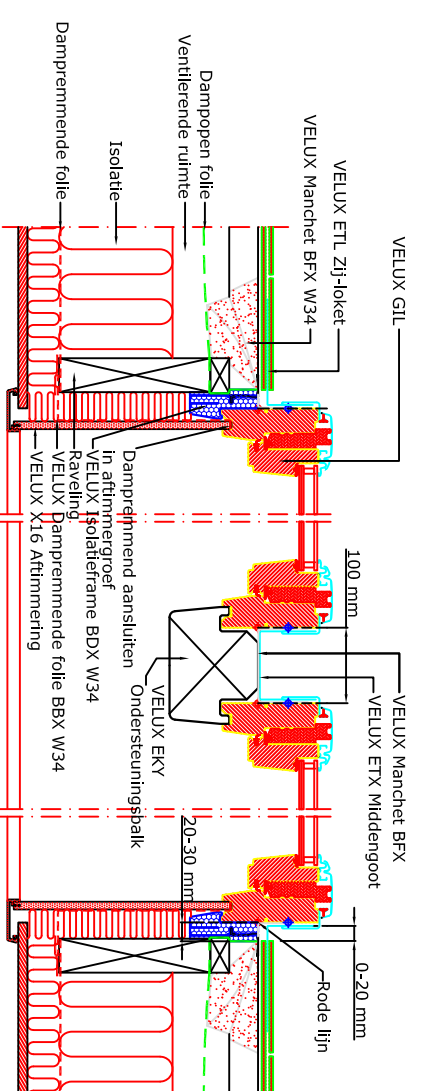 VELUX GIL
VELUX ETL Zij-loket
VELUX Manchet BFX W34
Dampopen folie
Ventilerende ruimte
Isolatie
Dampremmende folie
Dampremmend aansluiten
in aftimmergroef
VELUX Isolatieframe BDX W34
Raveling
VELUX Dampremmende folie BBX W34
VELUX X16 Aftimmering
100 mm
VELUX Manchet BFX
VELUX ETX Middengoot
VELUX EKY
Ondersteuningsbalk
20-30 mm
0-20 mm
Rode lijn